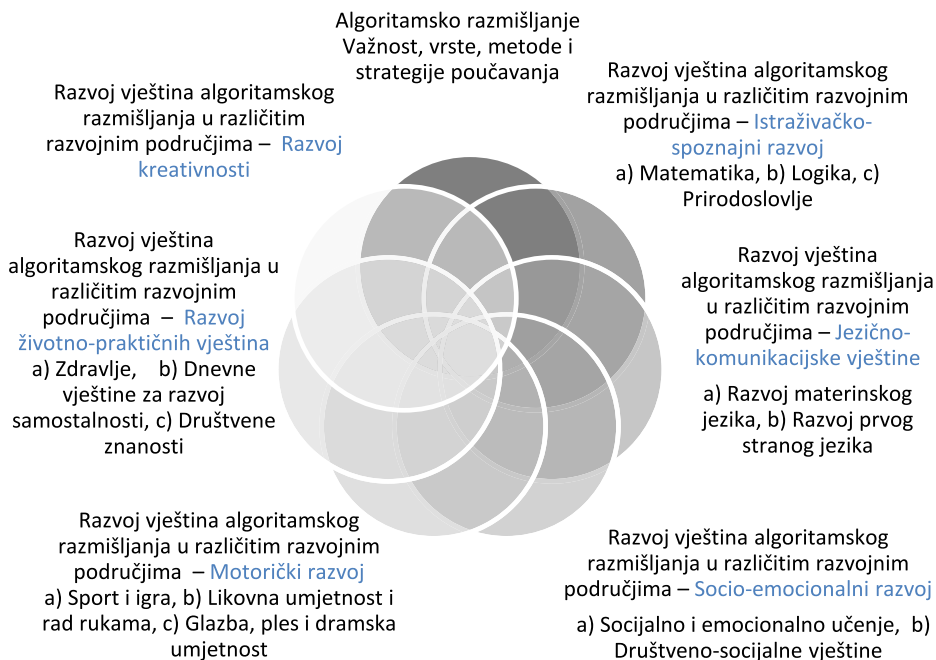 Algoritamsko razmišljanje
Važnost, vrste, metode i
strategije poučavanja
Razvoj vještina algoritamskog
razmišljanja u različitim razvojnim
područjima – Istraživačko-
spoznajni razvoj
a) Matematika, b) Logika, c)
Prirodoslovlje
Razvoj vještina
algoritamskog razmišljanja
u različitim razvojnim
područjima – Jezično-
komunikacijske vještine
a) Razvoj materinskog
jezika, b) Razvoj prvog
stranog jezika
Razvoj vještina algoritamskog
razmišljanja u različitim razvojnim
područjima – Socio-emocionalni razvoj
a) Socijalno i emocionalno učenje, b)
Društveno-socijalne vještine
Razvoj vještina algoritamskog
razmišljanja u različitim razvojnim
područjima – Motorički razvoj
a) Sport i igra, b) Likovna umjetnost i
rad rukama, c) Glazba, ples i dramska
umjetnost
Razvoj vještina
algoritamskog razmišljanja u
različitim razvojnim
područjima – Razvoj
životno-praktičnih vještina
a) Zdravlje, b) Dnevne
vještine za razvoj
samostalnosti, c) Društvene
znanosti
Razvoj vještina algoritamskog
razmišljanja u različitim
razvojnim područjima – Razvoj
kreativnosti